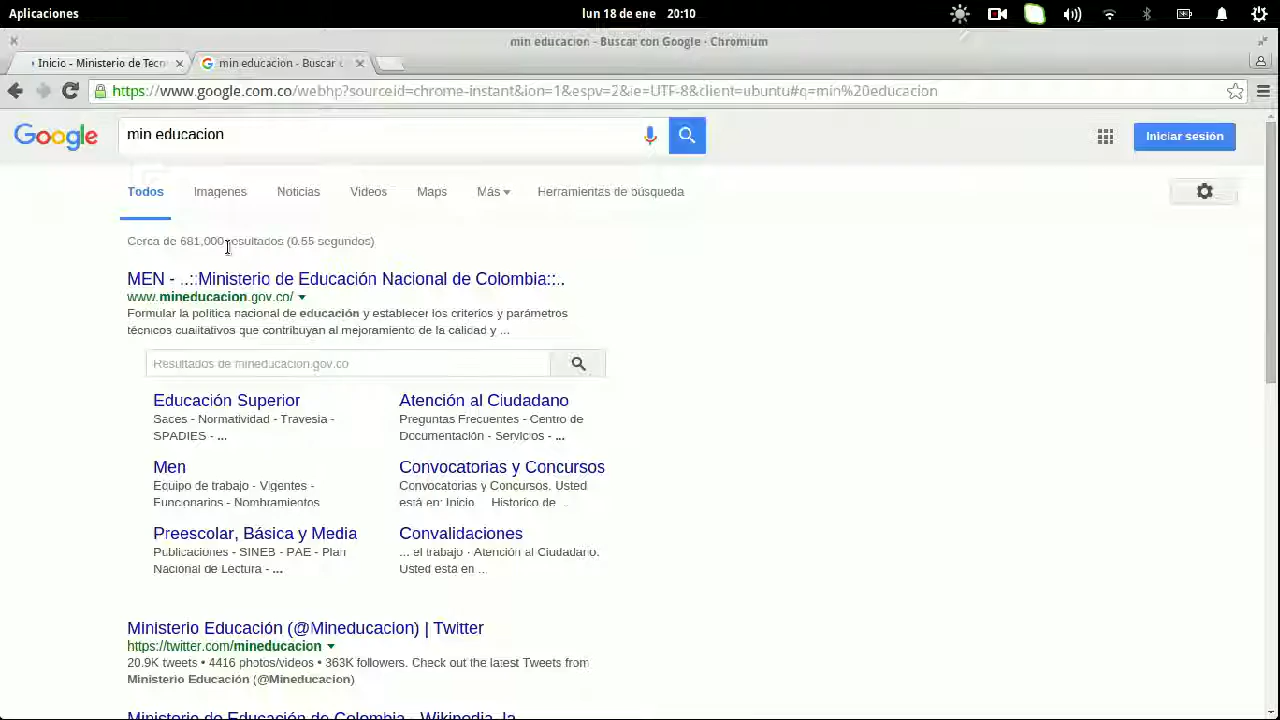 Aplicaciones
lun 18 de ene 20:10
min educacion - Buscar con Google - Chromium
Inicio - Ministerio de Tecn
min educacion - Buscar c
https://www.google.com.co/webhp?sourceid=chrome-instant&ion=1&espv=2&ie=UTF-8&client=ubuntu#q=min%20educacion
Google
min educacion
Iniciar sesión
Todos
Imágenes
Noticias
Videos
Maps
Más
Herramientas de búsqueda
Cerca de 681,000 resultados (0.55 segundos)
MEN - ..::Ministerio de Educación Nacional de Colombia::..
www.mineducacion.gov.co/
Formular la política nacional de educación y establecer los criterios y parámetros
técnicos cualitativos que contribuyan al mejoramiento de la calidad y ...
Resultados de mineducacion.gov.co
Educación Superior
Saces - Normatividad - Travesia -
SPADIES - ...
Atención al Ciudadano
Preguntas Frecuentes - Centro de
Documentación - Servicios - ...
Men
Equipo de trabajo - Vigentes -
Funcionarios - Nombramientos
Convocatorias y Concursos
Convocatorias y Concursos. Usted
está en: Inicio ... Historico de ...
Preescolar, Básica y Media
Publicaciones - SINEB - PAE - Plan
Nacional de Lectura - ...
Convalidaciones
... el trabajo · Atención al Ciudadano.
Usted está en ...
Ministerio Educación (@Mineducacion) | Twitter
https://twitter.com/mineducacion
20.9K tweets • 4416 photos/videos • 363K followers. Check out the latest Tweets from
Ministerio Educación (@Mineducacion)
Ministerio de Educación de Colombia - Wikipedia, la